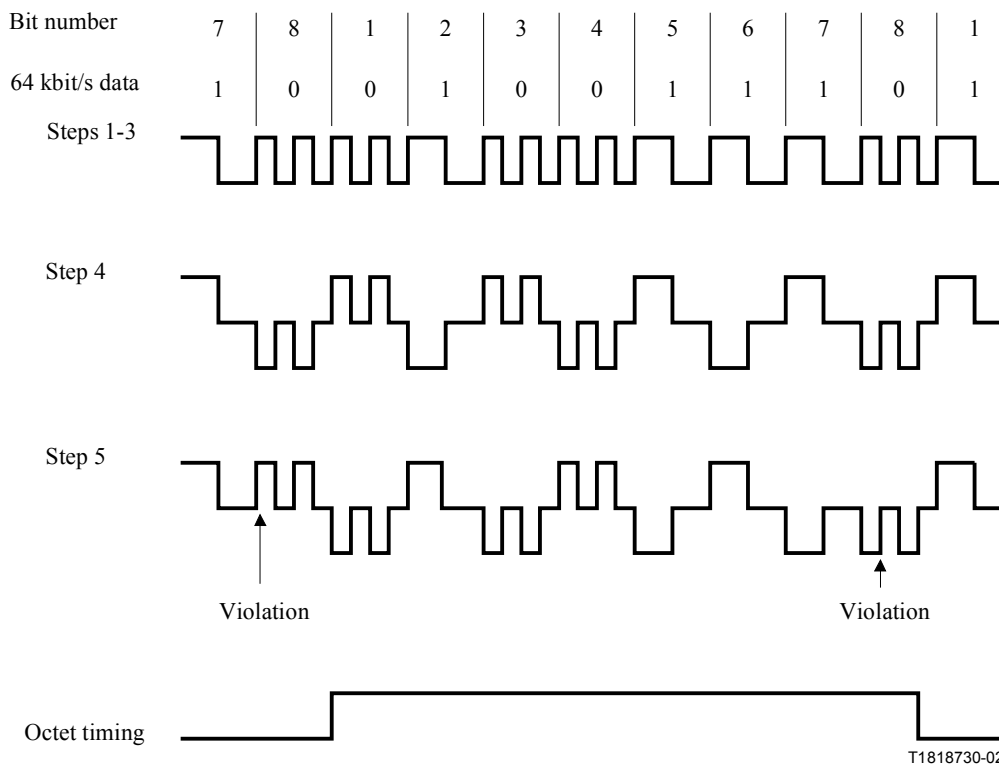 Bit number 7 8 1 2 3 4 5 6 7 8 1
64 kbit/s data 1 0 0 1 0 0 1 1 1 0 1
Steps 1-3
Step 4
Step 5
Violation Violation
Octet timing
T1818730-02